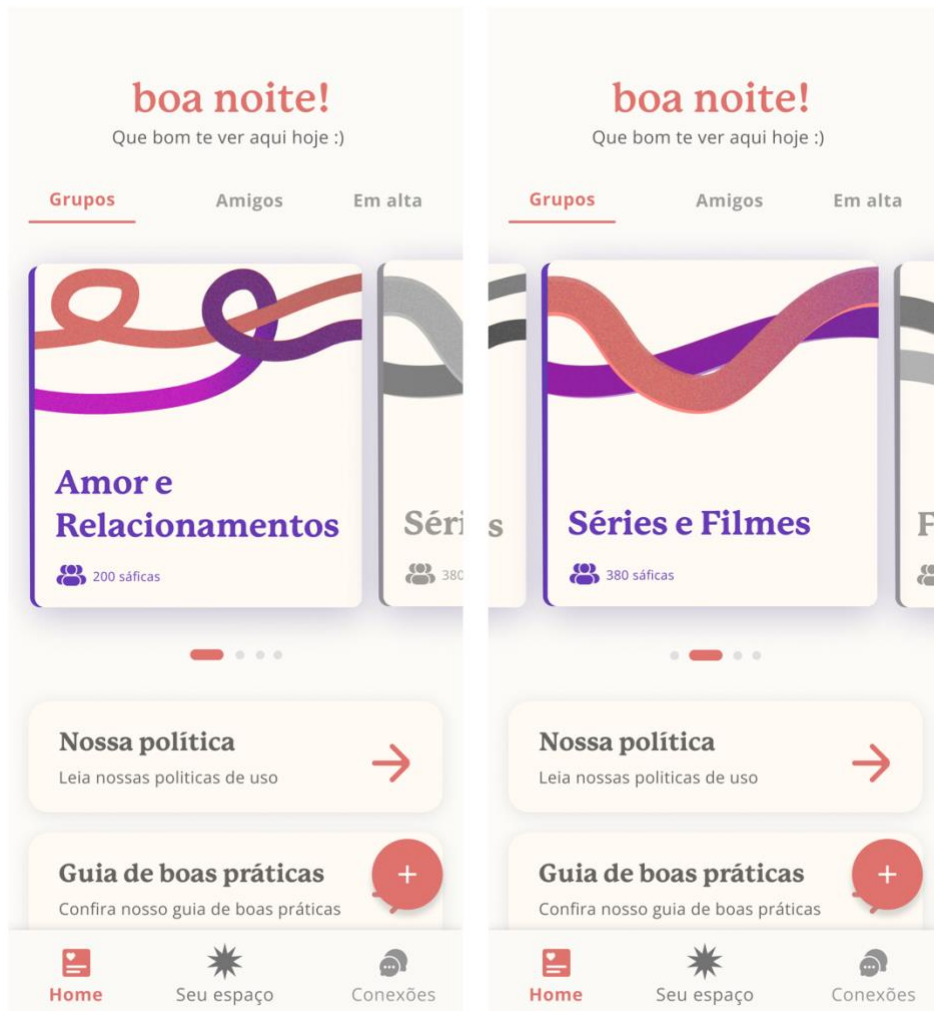 boa noite!
Que bom te ver aqui hoje :)
Grupos Amigos Em alta
Amor e
Relacionamentos
200 sáficas
Séri
380
Nossa política
Leia nossas politicas de uso
Guia de boas práticas
Confira nosso guia de boas práticas
+
Home Seu espaço Conexões
boa noite!
Que bom te ver aqui hoje :)
Grupos Amigos Em alta
s
Séries e Filmes
380 sáficas
F
Nossa política
Leia nossas politicas de uso
Guia de boas práticas
Confira nosso guia de boas práticas
+
Home Seu espaço Conexões